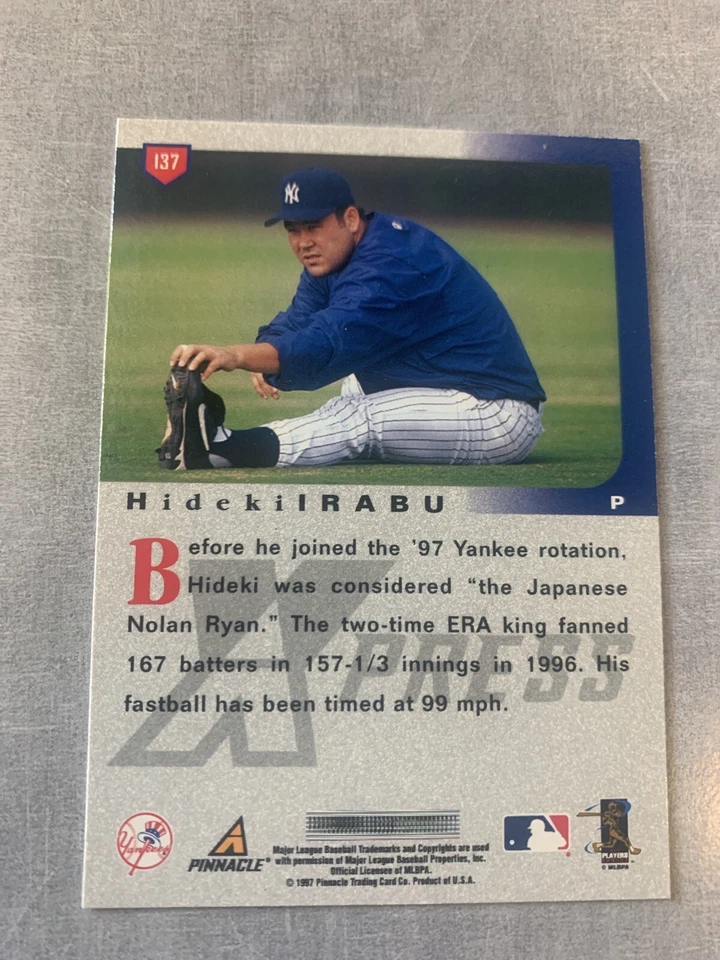 137
NY
Hideki IRABU
P
Before he joined the '97 Yankee rotation,
Hideki was considered "the Japanese
Nolan Ryan." The two-time ERA king fanned
167 batters in 157-1/3 innings in 1996. His
fastball has been timed at 99 mph.
XPRESS
Yankees
PINNACLE®
Major League Baseball Trademarks and Copyrights are used
with permission of Major League Baseball Properties, Inc.
Official Licensee of MLBPA.
© 1997 Pinnacle Trading Card Co. Product of U.S.A.
PLAYERS
© MLBPA